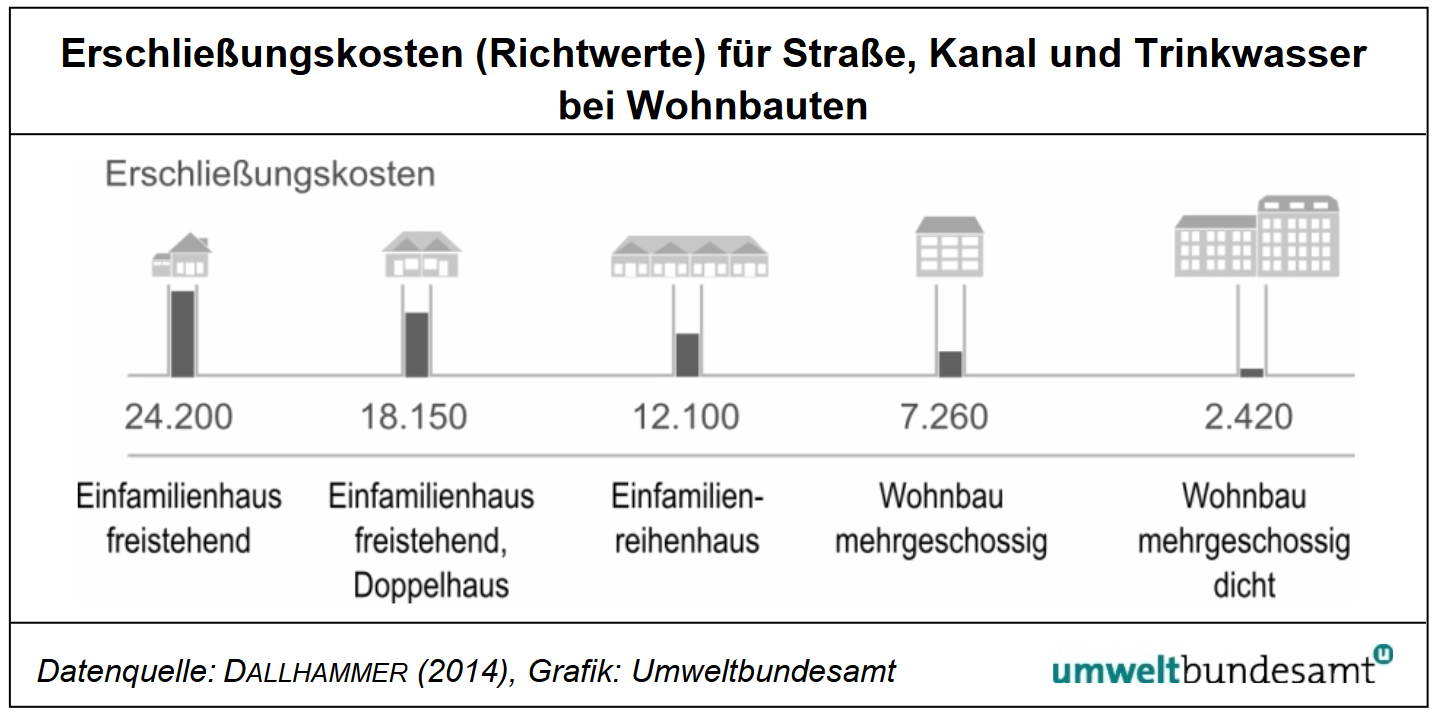 Erschließungskosten (Richtwerte) für Straße, Kanal und Trinkwasser
bei Wohnbauten
Erschließungskosten
24.200 18.150 12.100 7.260 2.420
Einfamilienhaus
freistehend
Einfamilienhaus
freistehend,
Doppelhaus
Einfamilien-
reihenhaus
Wohnbau
mehrgeschossig
Wohnbau
mehrgeschossig
dicht
Datenquelle: DALLHAMMER (2014), Grafik: Umweltbundesamt
umweltbundesamt u